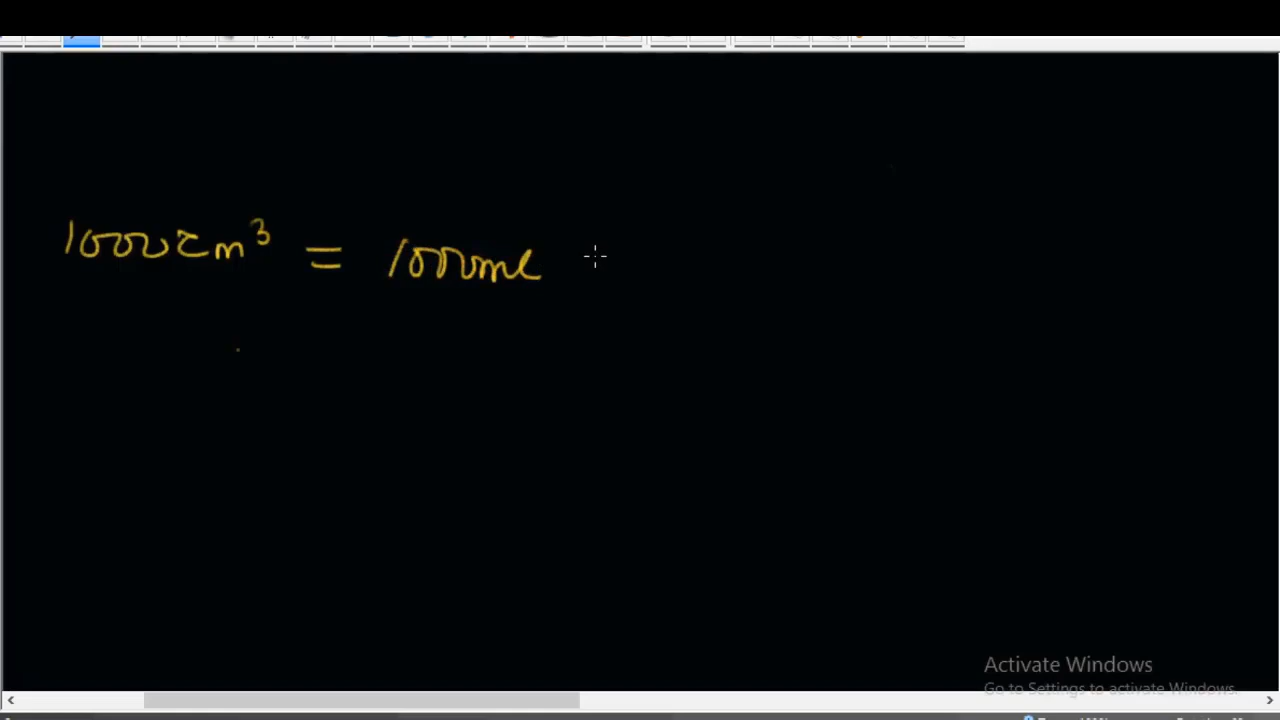 1000cm³ = 1000ml
Activate Windows
Go to Settings to activate Windows.